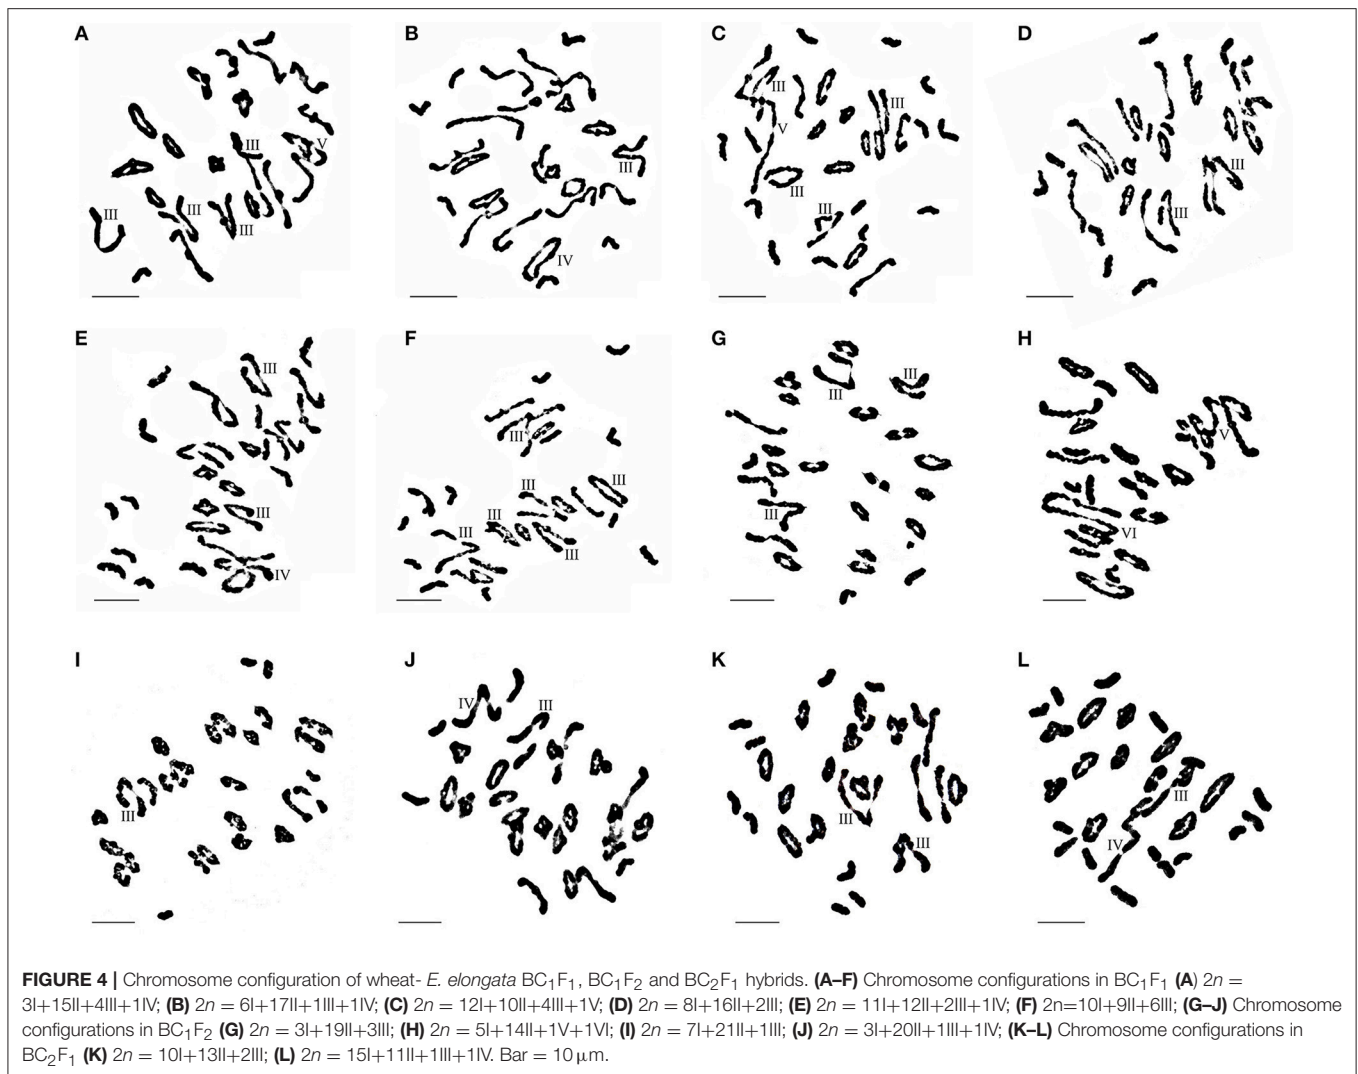 A B C D
III III V III III
III III IV
III V III III III
III III
E F G H
III III IV
III III III III III III
III III III
V VI
I J K L
III
IV III
III III
III IV
FIGURE 4 | Chromosome configuration of wheat- E. elongata BC₁F₁, BC₁F₂ and BC₂F₁ hybrids. (A–F) Chromosome configurations in BC₁F₁ (A) 2n =
3I+15II+4III+1IV; (B) 2n = 6I+17II+1III+1IV; (C) 2n = 12I+10II+4III+1V; (D) 2n = 8I+16II+2III; (E) 2n = 11I+12II+2III+1IV; (F) 2n=10I+9II+6III; (G–J) Chromosome
configurations in BC₁F₂ (G) 2n = 3I+19II+3III; (H) 2n = 5I+14II+1V+1VI; (I) 2n = 7I+21II+1III; (J) 2n = 3I+20II+1III+1IV; (K–L) Chromosome configurations in
BC₂F₁ (K) 2n = 10I+13II+2III; (L) 2n = 15I+11II+1III+1IV. Bar = 10 μm.